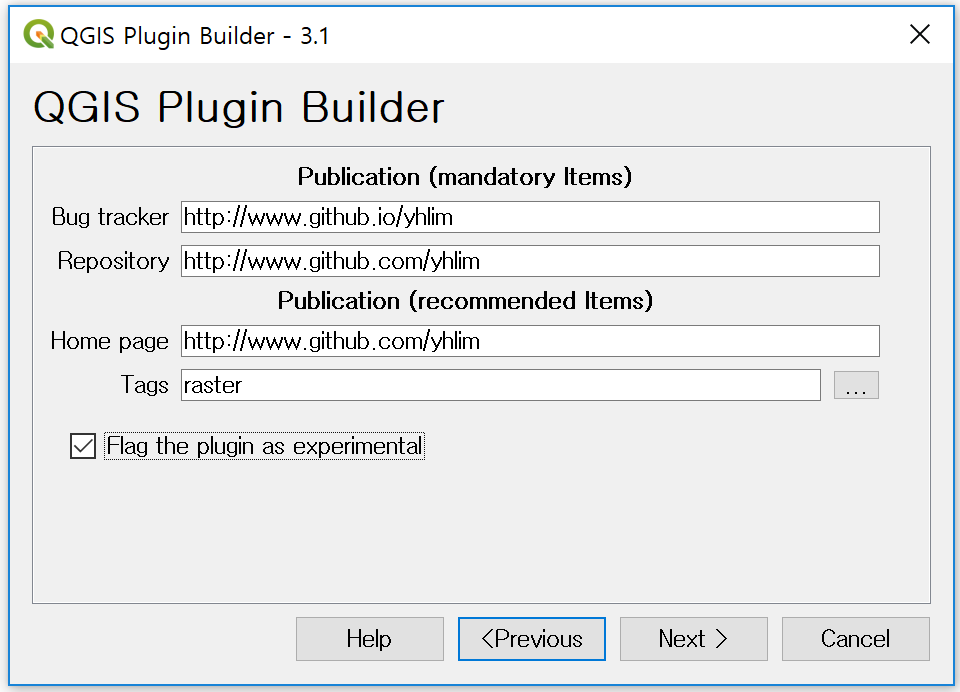 QGIS Plugin Builder - 3.1
QGIS Plugin Builder
Publication (mandatory Items)
Bug tracker http://www.github.io/yhlim
Repository http://www.github.com/yhlim
Publication (recommended Items)
Home page http://www.github.com/yhlim
Tags raster ...
Flag the plugin as experimental
Help <Previous Next > Cancel